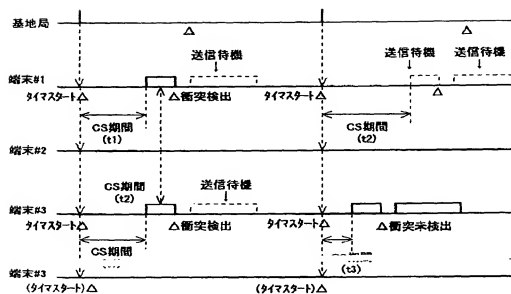 基地局
送信待機
送信待機 送信待機
端末#1
タイマスタート 衝突検出 タイマスタート
CS期間
(t1)
CS期間
(t2)
端末#2
CS期間
(t2)
送信待機
端末#3
タイマスタート 衝突検出 タイマスタート 衝突未検出
CS期間
(t3)
端末#3
(タイマスタート) (タイマスタート)